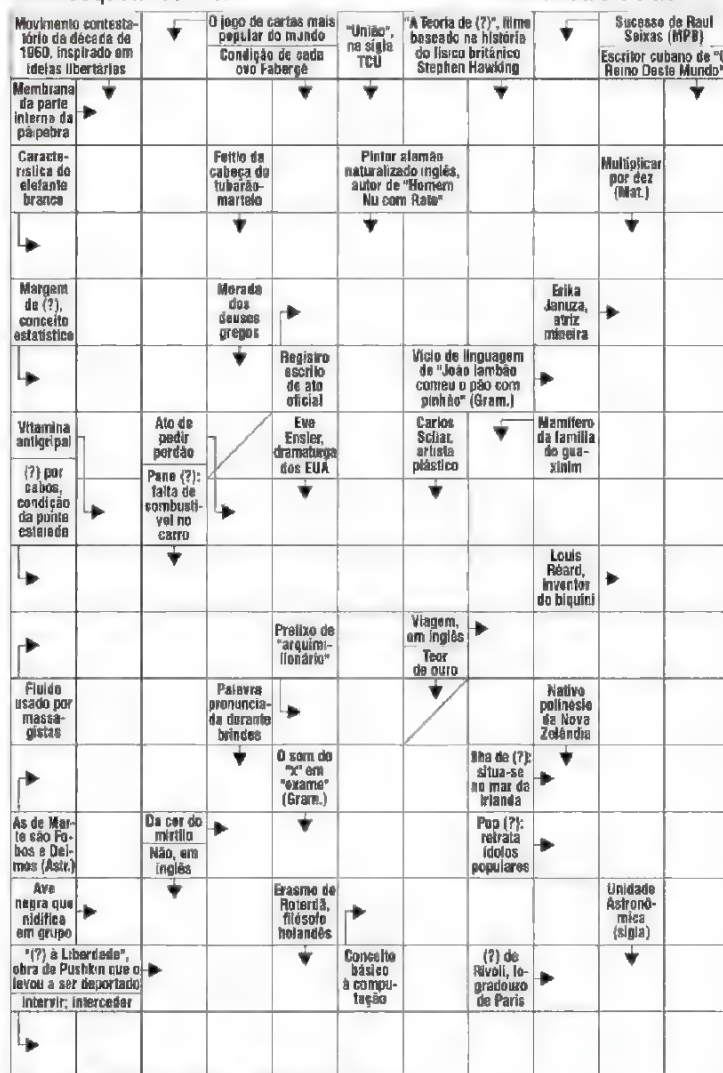 Movimento contesta-
tório da década de
1960, inspirado em
ideias libertárias
O jogo de cartas mais
popular do mundo
Condição de cada
ovo Fabergé
"União",
na sigla
TCU
"A Teoria de (?)", filme
baseado na história
do físico britânico
Stephen Hawking
Sucesso de Raul
Seixas (MPB)
Escritor cubano de "O
Reino Deste Mundo"
Membrana
da parte
interna da
pálpebra
Caracte-
rística do
elefante
branco
Feitio da
cabeça do
tubarão-
martelo
Pintor alemão
naturalizado inglês,
autor de "Homem
Nu com Rato"
Multiplicar
por dez
(Mat.)
Margem
de (?),
conceito
estatístico
Morada
dos
deuses
gregos
Erika
Januza,
atriz
mineira
Registro
escrito
de ato
oficial
Vício de linguagem
de "João lambão
comeu o pão com
pinhão" (Gram.)
Vitamina
antigripal
(?) por
cabos,
condição
da ponte
estaiada
Ato de
pedir
perdão
Pane (?):
falta de
combustí-
vel no
carro
Eve
Ensler,
dramaturga
dos EUA
Carlos
Scliar,
artista
plástico
Mamífero
da família
do gua-
xinim
Louis
Réard,
inventor
do biquíni
Prefixo de
"arquimi-
lionário"
Viagem,
em inglês
Teor
de ouro
Fluido
usado por
massa-
gistas
Palavra
pronuncia-
da durante
brindes
Nativo
polinésio
da Nova
Zelândia
O som do
"x" em
"exame"
(Gram.)
Ilha de (?):
situa-se
no mar da
Irlanda
As de Mar-
te são Fo-
bos e Dei-
mos (Astr.)
Da cor do
mirtilo
Não, em
inglês
Pop (?):
retrata
ídolos
populares
Ave
negra que
nidifica
em grupo
Erasmo de
Roterdã,
filósofo
holandês
Unidade
Astronô-
mica
(sigla)
"(?) à Liberdade",
obra de Pushkin que o
levou a ser deportado
Intervir; interceder
Conceito
básico
à compu-
tação
(?) de
Rivoli, lo-
gradouro
de Paris